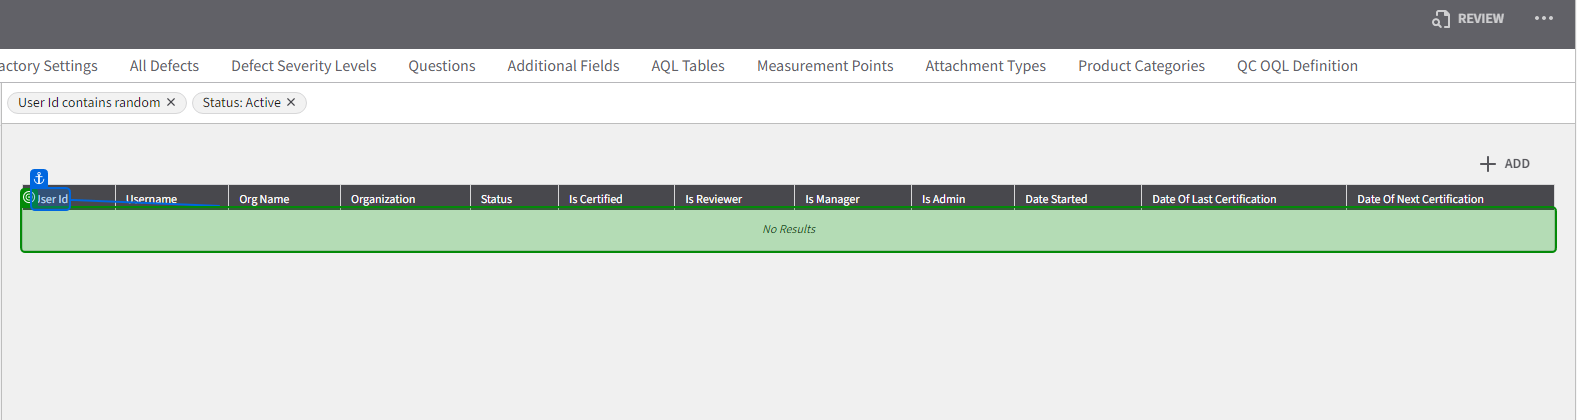 REVIEW
actory Settings All Defects Defect Severity Levels Questions Additional Fields AQL Tables Measurement Points Attachment Types Product Categories QC OQL Definition
User Id contains random ✕ Status: Active ✕
ADD
User Id Username Org Name Organization Status Is Certified Is Reviewer Is Manager Is Admin Date Started Date Of Last Certification Date Of Next Certification
No Results